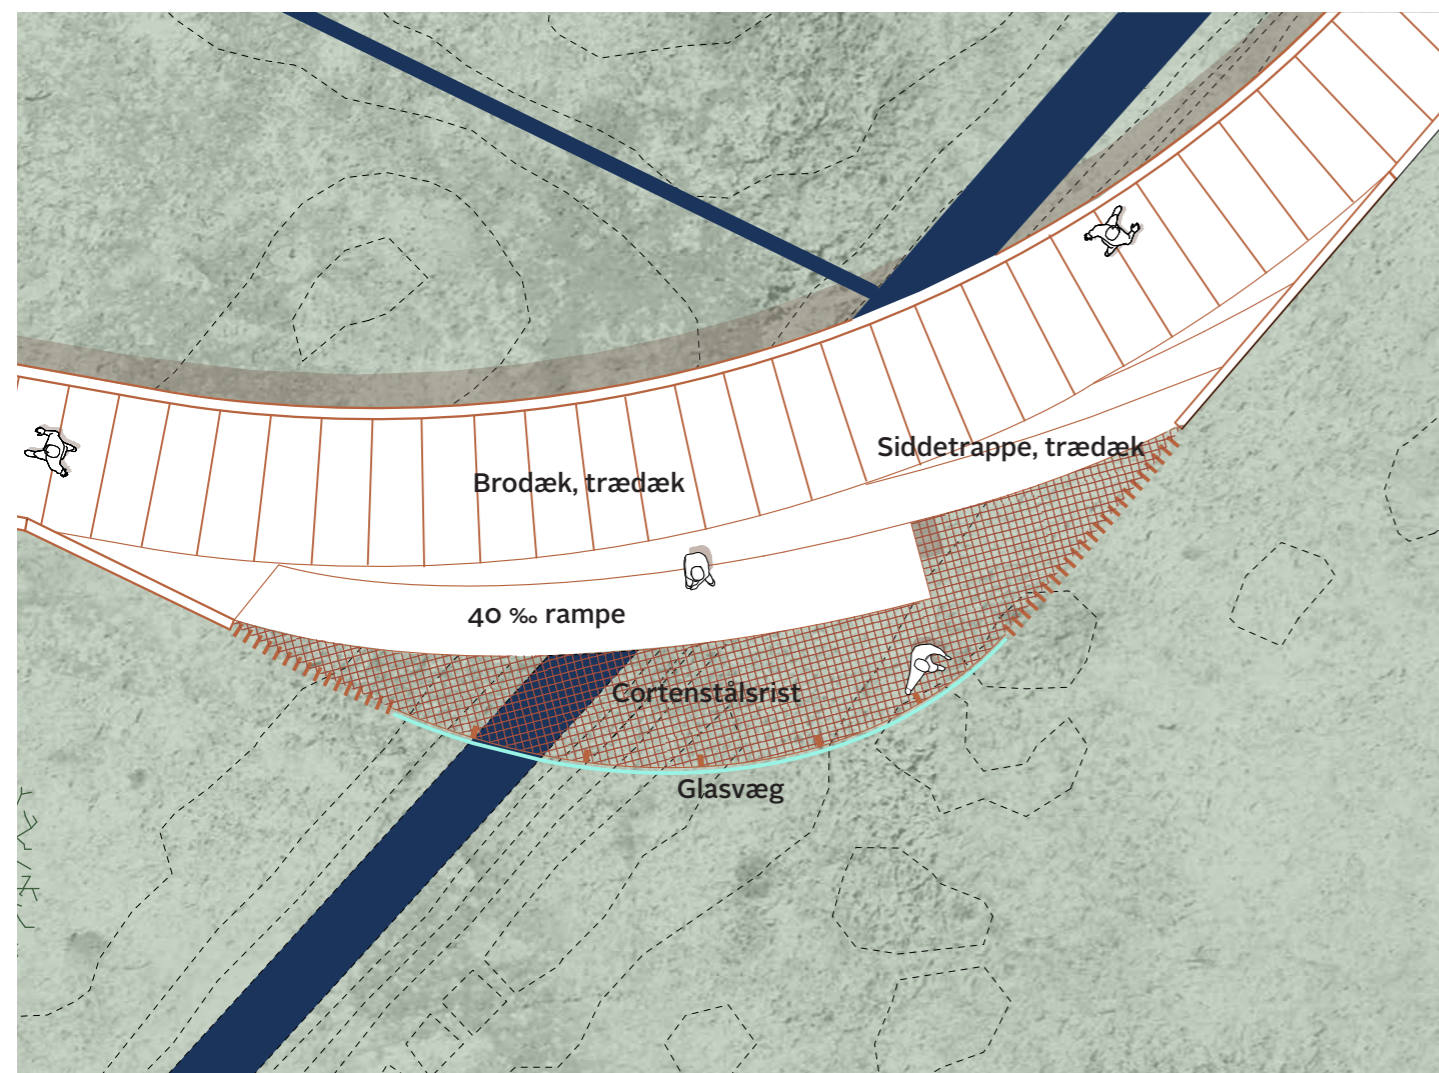 Siddetrappe, trædæk
Brodæk, trædæk
40 ‰ rampe
Cortenstålsrist
Glasvæg